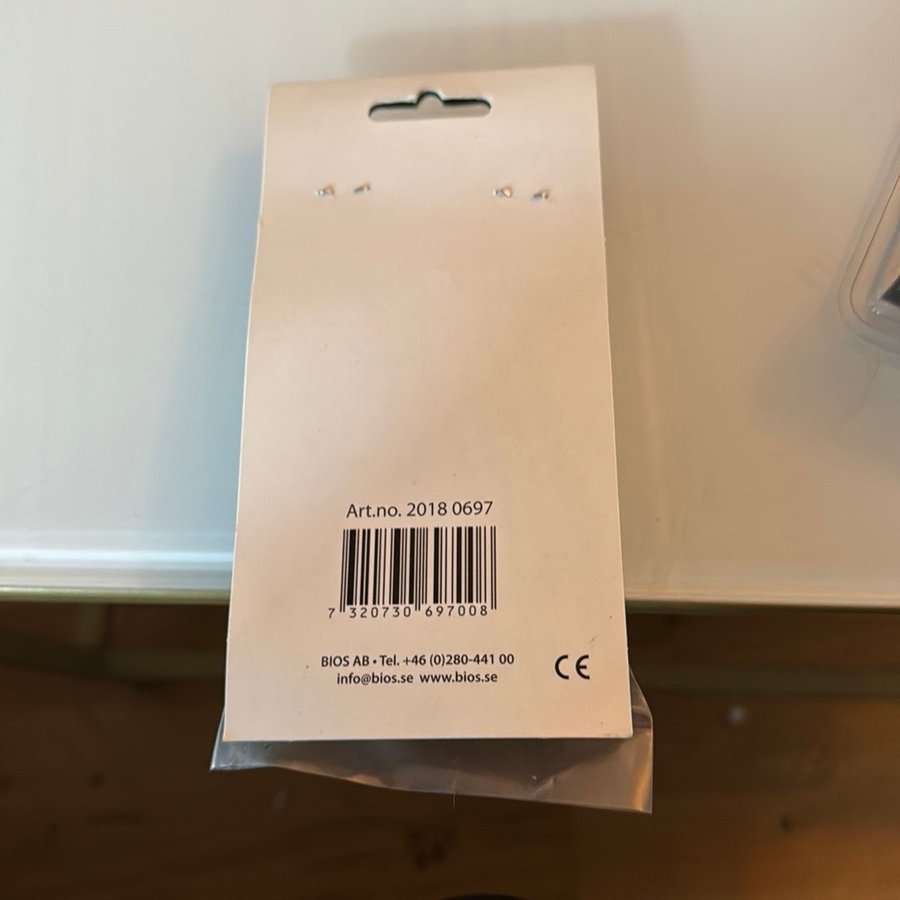 Art.no. 2018 0697
7 320730 697008
BIOS AB • Tel. +46 (0)280-441 00
info@bios.se www.bios.se
CE